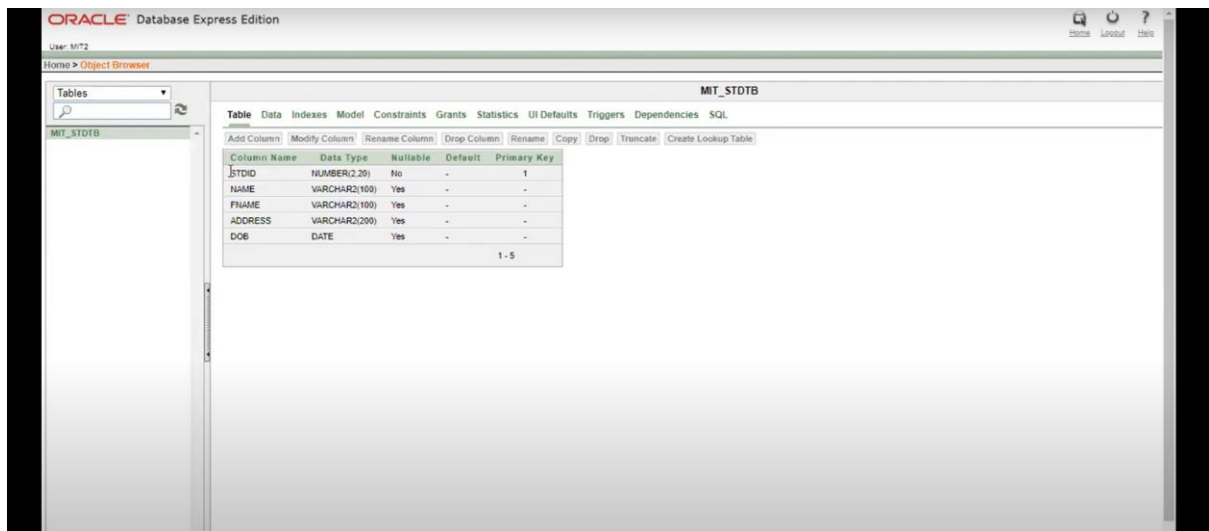 ORACLE Database Express Edition
Home Logout Help
User: MIT2
Home > Object Browser
Tables
MIT_STDTB
MIT_STDTB
Table Data Indexes Model Constraints Grants Statistics UI Defaults Triggers Dependencies SQL
Add Column Modify Column Rename Column Drop Column Rename Copy Drop Truncate Create Lookup Table
Column Name Data Type Nullable Default Primary Key
STDID NUMBER(2,20) No - 1
NAME VARCHAR2(100) Yes - -
FNAME VARCHAR2(100) Yes - -
ADDRESS VARCHAR2(200) Yes - -
DOB DATE Yes - -
1 - 5